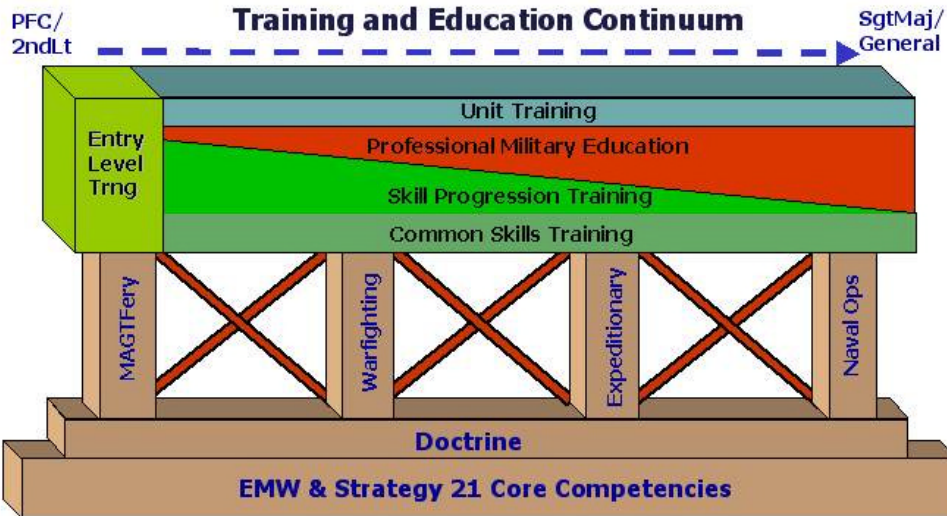 Training and Education Continuum
PFC/
2ndLt
SgtMaj/
General
Entry
Level
Trng
Unit Training
Professional Military Education
Skill Progression Training
Common Skills Training
MAGTFery
Warfighting
Expeditionary
Naval Ops
Doctrine
EMW & Strategy 21 Core Competencies